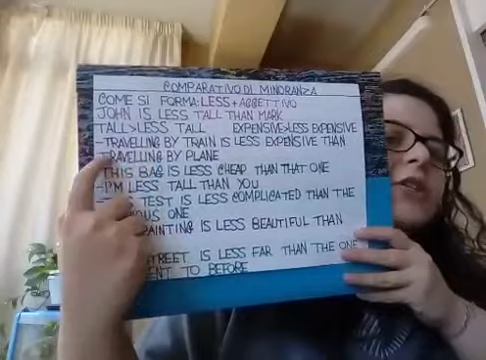 COMPARATIVO DI MINORANZA
COME SI FORMA: LESS + AGGETTIVO
JOHN IS LESS TALL THAN MARK
TALL>LESS TALL EXPENSIVE>LESS EXPENSIVE
-TRAVELLING BY TRAIN IS LESS EXPENSIVE THAN
TRAVELLING BY PLANE
THIS BAG IS LESS CHEAP THAN THAT ONE
-I'M LESS TALL THAN YOU
TEST IS LESS COMPLICATED THAN THE
ONE
PAINTING IS LESS BEAUTIFUL THAN
STREET IS LESS FAR THAN THE ONE
TO BEFORE